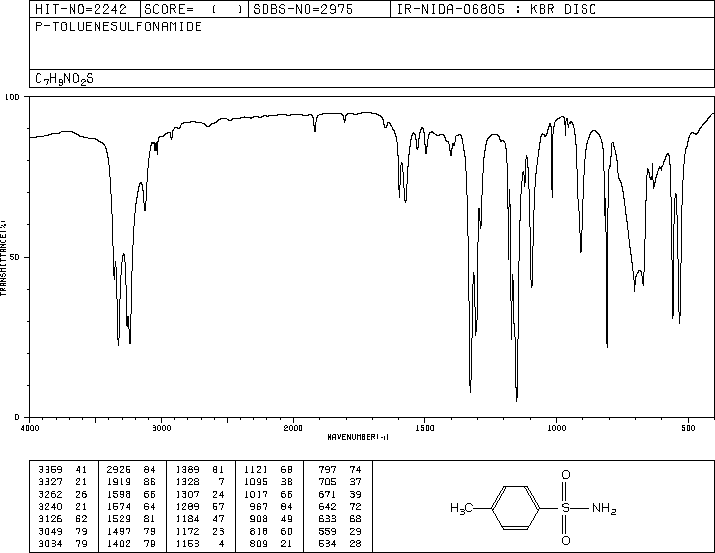 HIT-NO=2242 SCORE= ( ) SDBS-NO=2975 IR-NIDA-06805 : KBR DISC
P-TOLUENESULFONAMIDE
C7H9NO2S
100
50
0
TRANSMITTANCE(%)
4000 3000 2000 1500 1000 500
WAVENUMBER(-1)
3369 41 2926 84 1389 81 1121 68 797 74
3327 21 1919 86 1328 7 1095 38 705 37
3262 26 1598 66 1307 24 1017 66 671 39
3240 21 1574 64 1289 57 967 84 642 72
3126 62 1529 81 1184 47 908 49 633 68
3049 79 1497 79 1172 23 818 60 559 29
3034 79 1402 79 1153 4 809 21 534 28
O
H3C S NH2
O